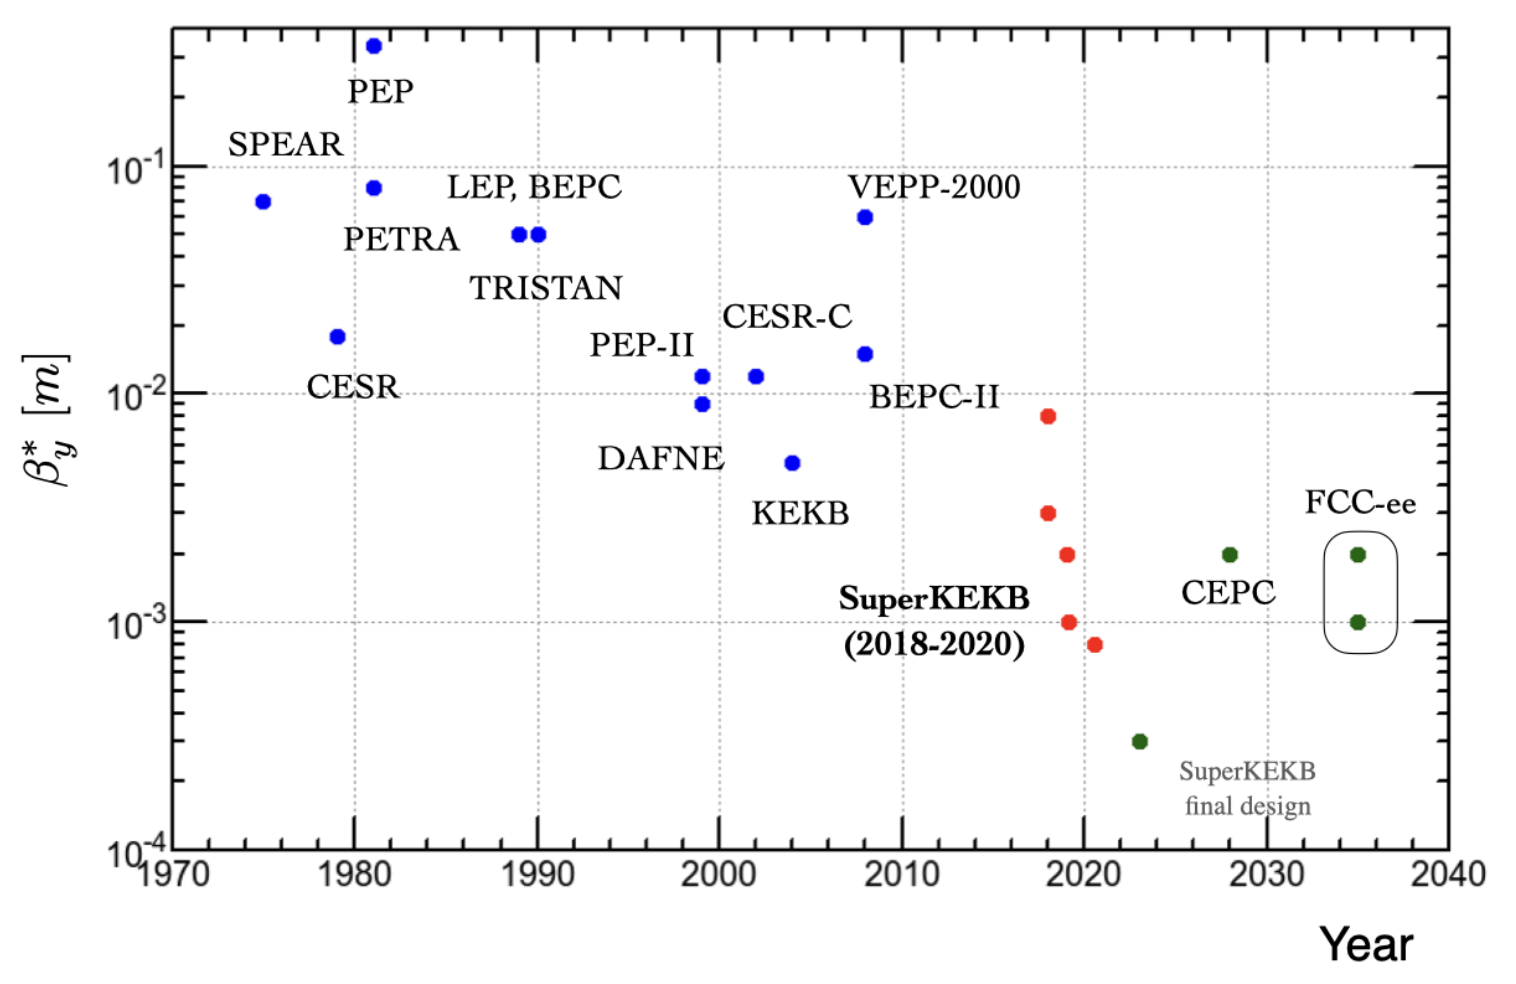 PEP
SPEAR
10^-1
LEP, BEPC
VEPP-2000
PETRA
TRISTAN
CESR-C
PEP-II
CESR
10^-2
BEPC-II
β*y [m]
DAFNE
KEKB
FCC-ee
SuperKEKB
(2018-2020)
CEPC
10^-3
SuperKEKB
final design
10^-4
1970 1980 1990 2000 2010 2020 2030 2040
Year